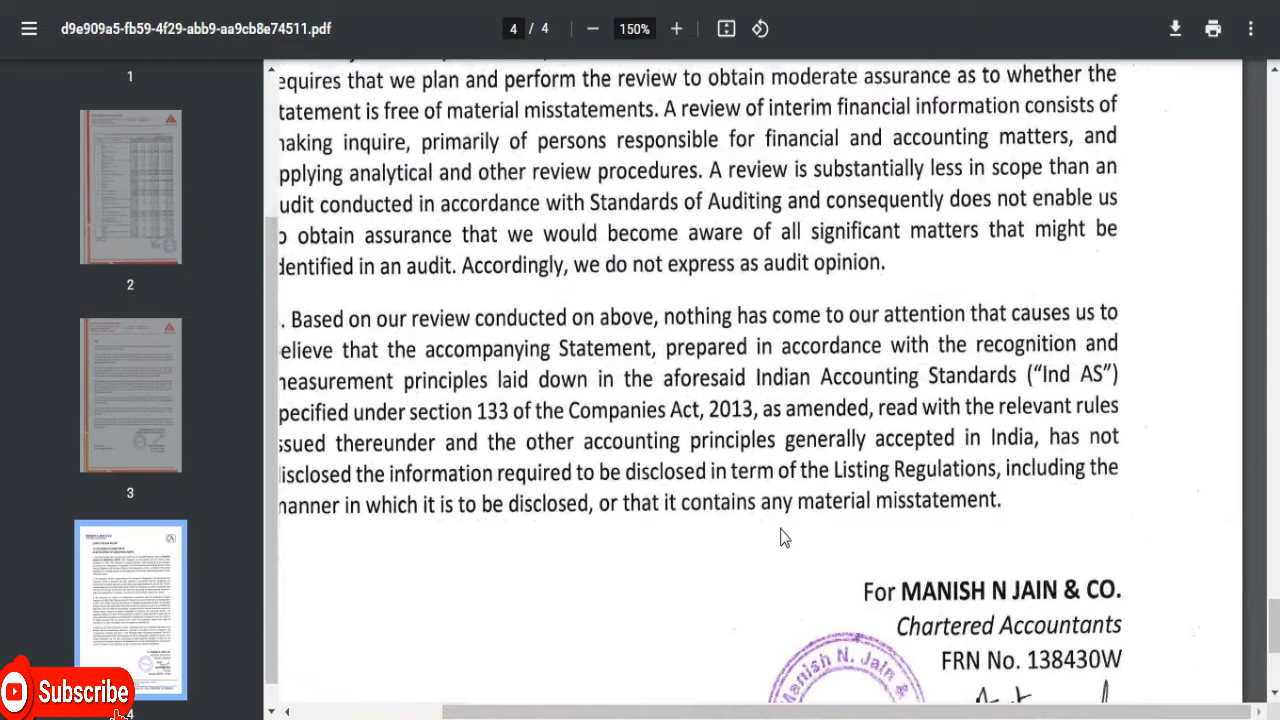 d9e909a5-fb59-4f29-abb9-aa9cb8e74511.pdf
4 / 4
150%
1
2
3
4
equires that we plan and perform the review to obtain moderate assurance as to whether the
tatement is free of material misstatements. A review of interim financial information consists of
naking inquire, primarily of persons responsible for financial and accounting matters, and
pplying analytical and other review procedures. A review is substantially less in scope than an
udit conducted in accordance with Standards of Auditing and consequently does not enable us
o obtain assurance that we would become aware of all significant matters that might be
dentified in an audit. Accordingly, we do not express as audit opinion.
. Based on our review conducted on above, nothing has come to our attention that causes us to
elieve that the accompanying Statement, prepared in accordance with the recognition and
neasurement principles laid down in the aforesaid Indian Accounting Standards (“Ind AS”)
pecified under section 133 of the Companies Act, 2013, as amended, read with the relevant rules
ssued thereunder and the other accounting principles generally accepted in India, has not
disclosed the information required to be disclosed in term of the Listing Regulations, including the
nanner in which it is to be disclosed, or that it contains any material misstatement.
For MANISH N JAIN & CO.
Chartered Accountants
FRN No. 138430W
Manish N. Jain &
Subscribe